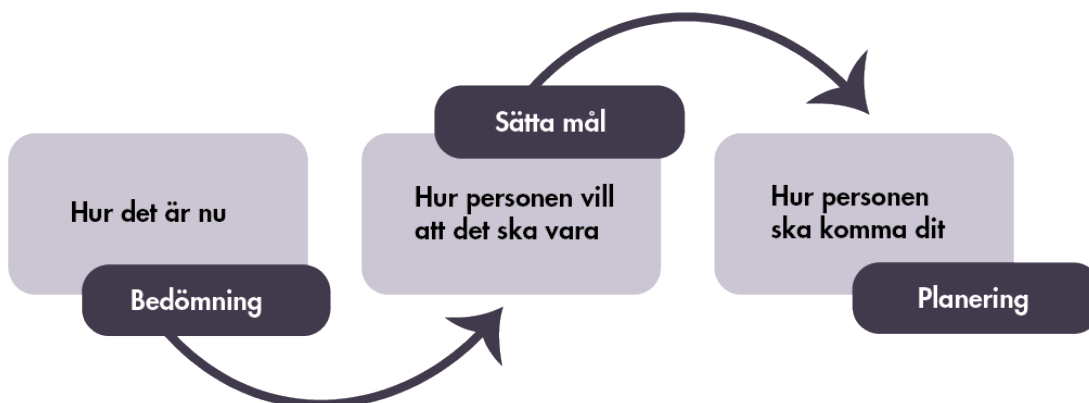 Hur det är nu
Bedömning
Sätta mål
Hur personen vill
att det ska vara
Hur personen
ska komma dit
Planering